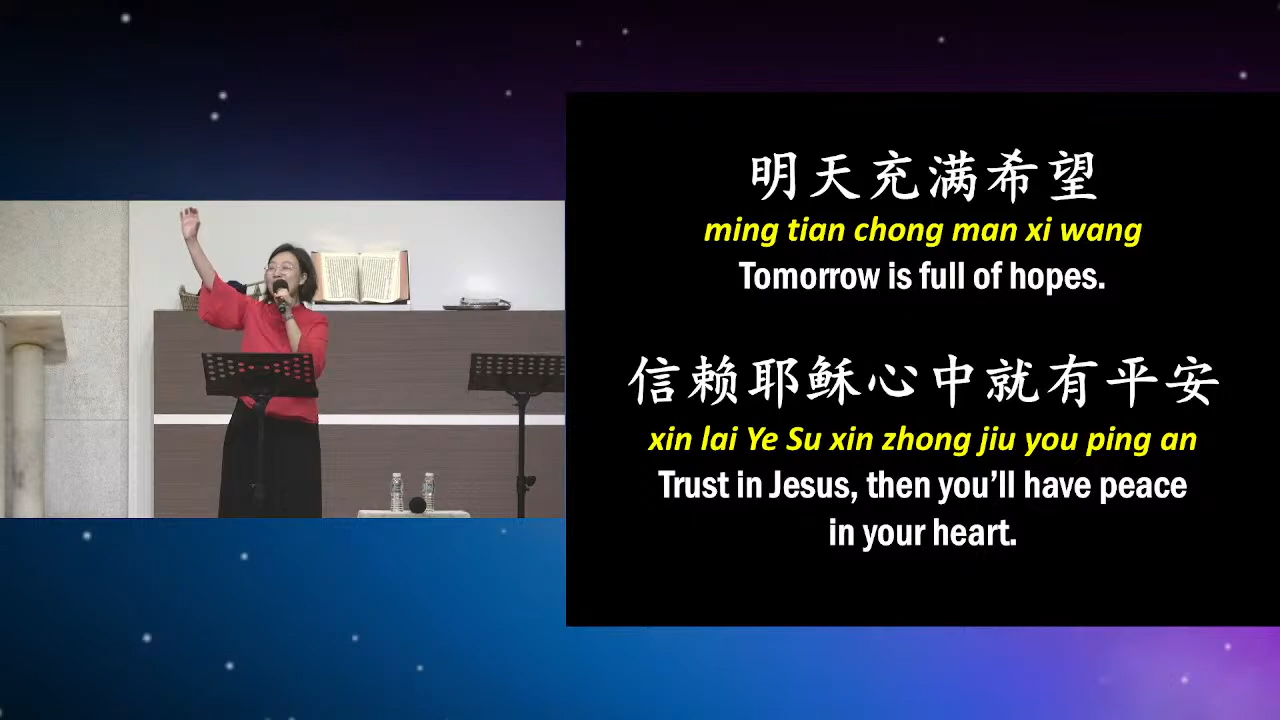 明天充满希望
ming tian chong man xi wang
Tomorrow is full of hopes.
信赖耶稣心中就有平安
xin lai Ye Su xin zhong jiu you ping an
Trust in Jesus, then you’ll have peace
in your heart.